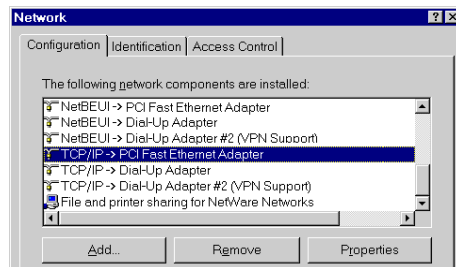 Network
Configuration Identification Access Control
The following network components are installed:
NetBEUI -> PCI Fast Ethernet Adapter
NetBEUI -> Dial-Up Adapter
NetBEUI -> Dial-Up Adapter #2 (VPN Support)
TCP/IP -> PCI Fast Ethernet Adapter
TCP/IP -> Dial-Up Adapter
TCP/IP -> Dial-Up Adapter #2 (VPN Support)
File and printer sharing for NetWare Networks
Add... Remove Properties